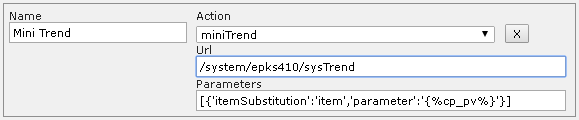 Name
Action
Mini Trend
miniTrend
X
Url
/system/epks410/sysTrend
Parameters
[{'itemSubstitution':'item','parameter':'{%cp_pv%}'}]